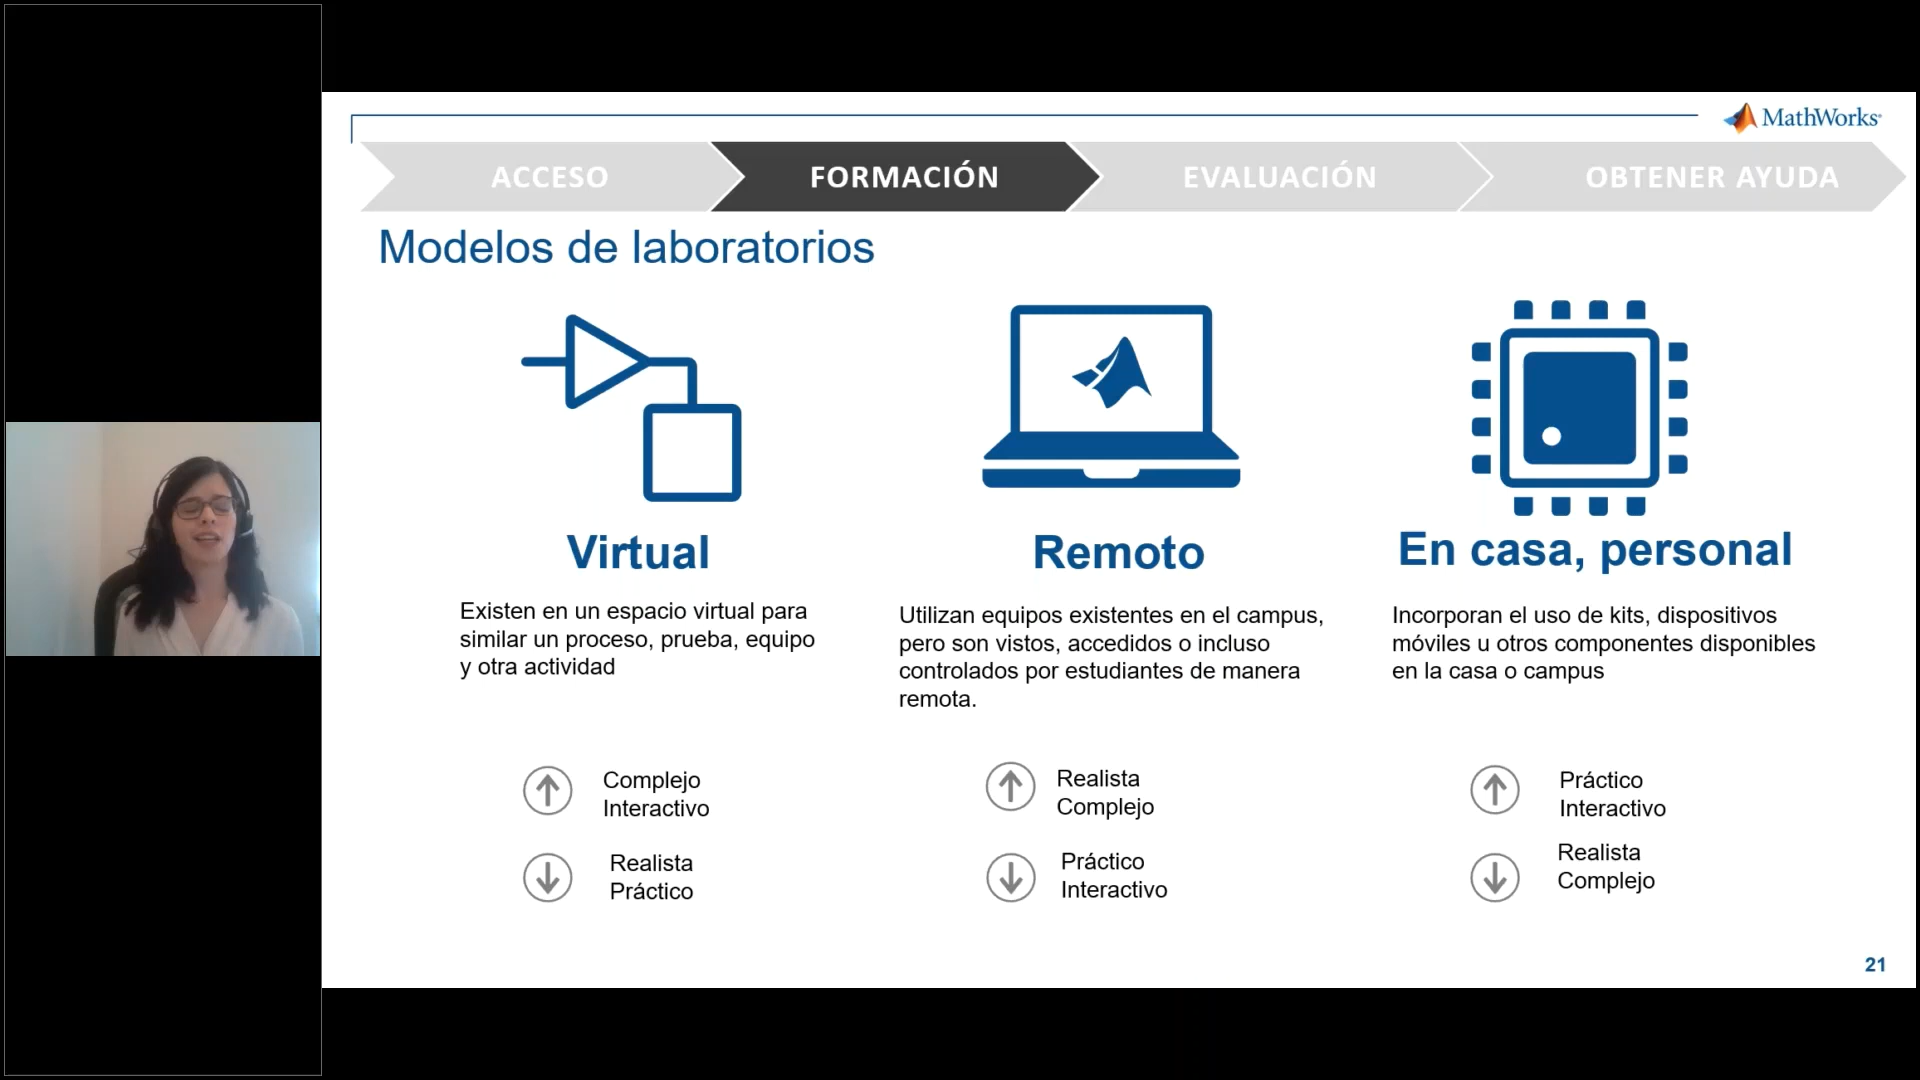 MathWorks
ACCESO
FORMACIÓN
EVALUACIÓN
OBTENER AYUDA
Modelos de laboratorios
Virtual
Existen en un espacio virtual para
similar un proceso, prueba, equipo
y otra actividad
Complejo
Interactivo
Realista
Práctico
Remoto
Utilizan equipos existentes en el campus,
pero son vistos, accedidos o incluso
controlados por estudiantes de manera
remota.
Realista
Complejo
Práctico
Interactivo
En casa, personal
Incorporan el uso de kits, dispositivos
móviles u otros componentes disponibles
en la casa o campus
Práctico
Interactivo
Realista
Complejo
21